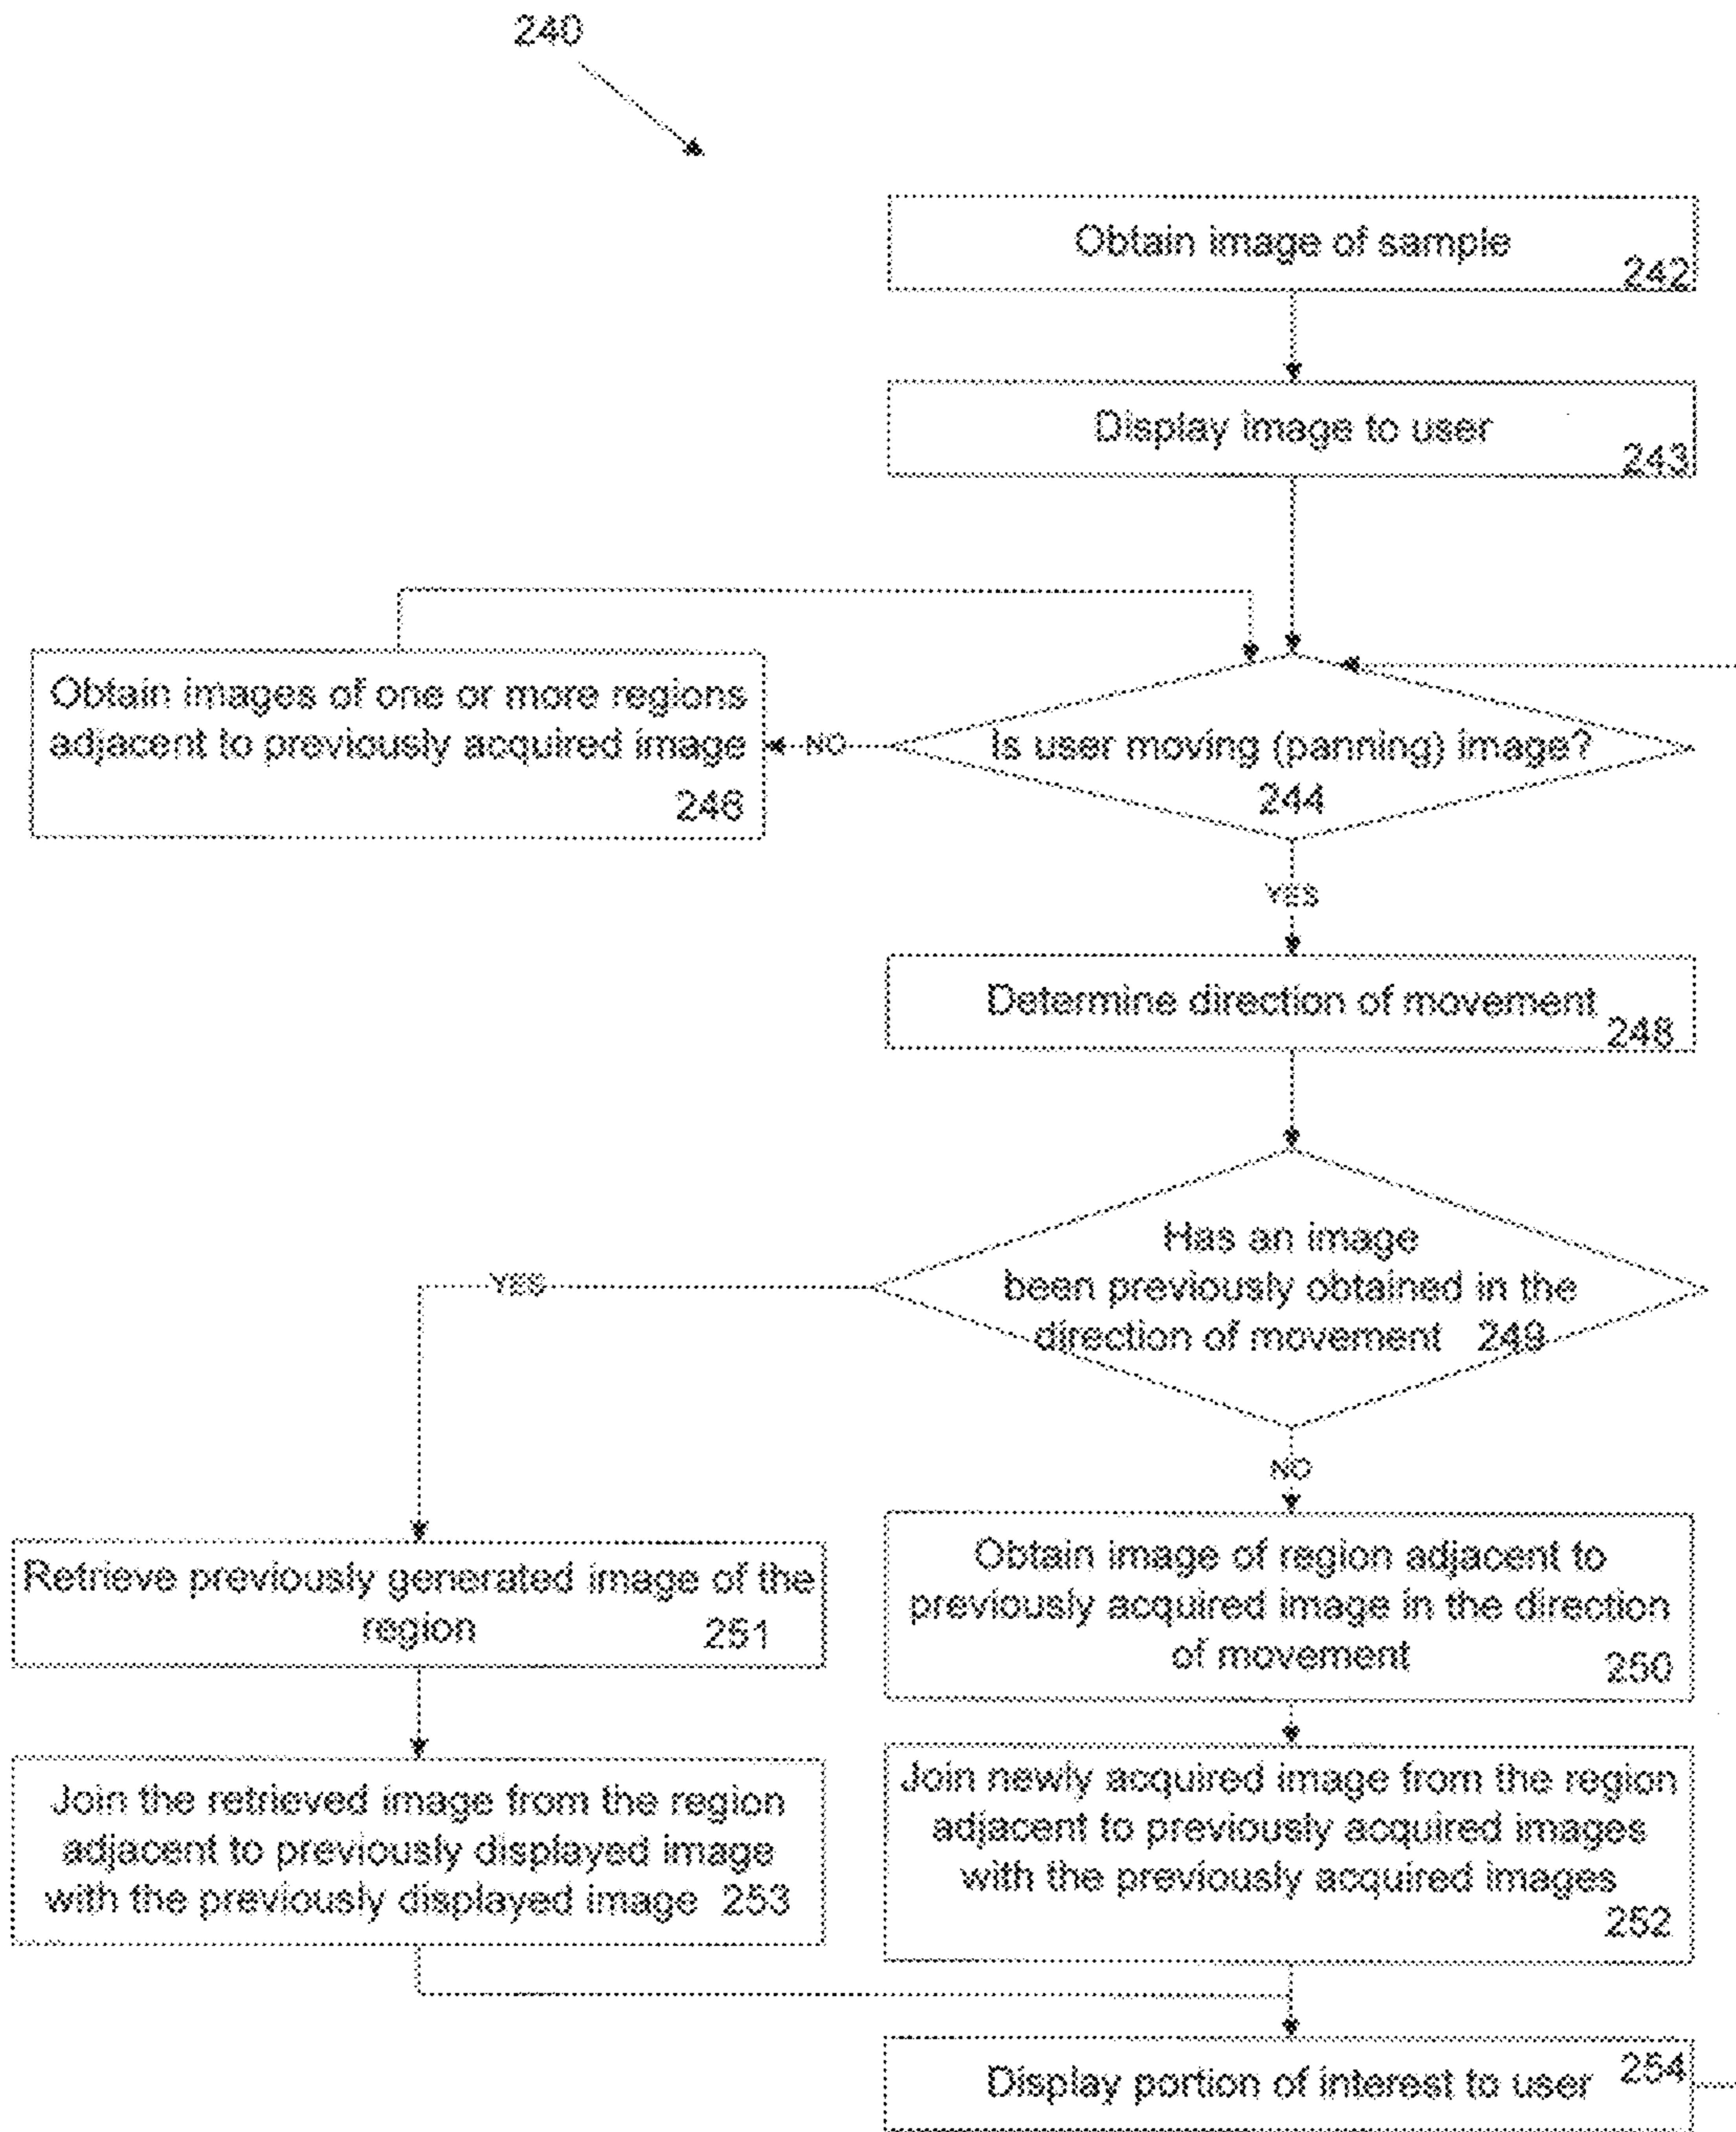 240
Obtain image of sample
242
Display image to user
243
Obtain images of one or more regions
adjacent to previously acquired image
246
NO
Is user moving (panning) image?
244
YES
Determine direction of movement
248
Has an image
been previously obtained in the
direction of movement 249
YES
NO
Retrieve previously generated image of the
region 251
Obtain image of region adjacent to
previously acquired image in the direction
of movement
250
Join the retrieved image from the region
adjacent to previously displayed image
with the previously displayed image 253
Join newly acquired image from the region
adjacent to previously acquired images
with the previously acquired images
252
Display portion of interest to user 254